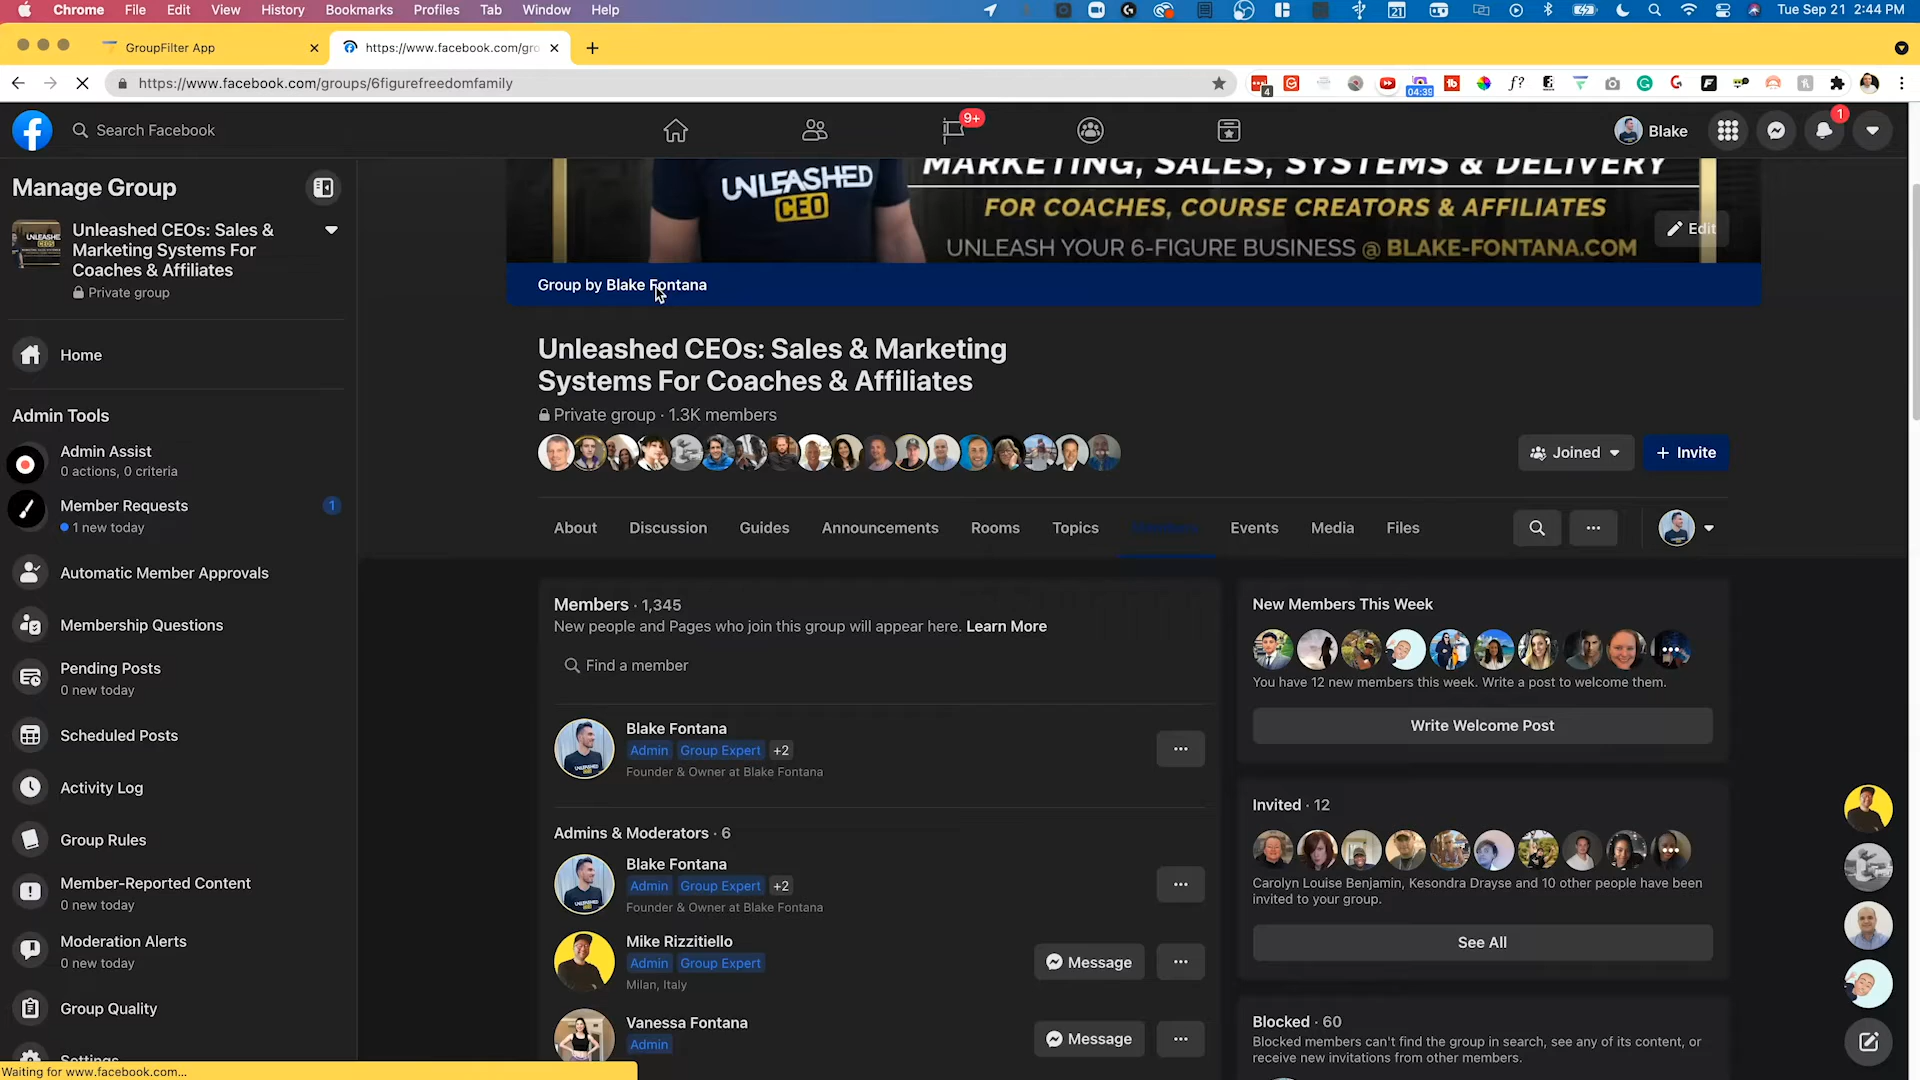 Chrome File Edit View History Bookmarks Profiles Tab Window Help
21
Tue Sep 21 2:44 PM
GroupFilter App
https://www.facebook.com/gro
https://www.facebook.com/groups/6figurefreedomfamily
4
04:39
f?
Search Facebook
9+
Blake
1
Manage Group
Unleashed CEOs: Sales &
Marketing Systems For
Coaches & Affiliates
Private group
Home
Admin Tools
Admin Assist
0 actions, 0 criteria
Member Requests
1
1 new today
Automatic Member Approvals
Membership Questions
Pending Posts
0 new today
Scheduled Posts
Activity Log
Group Rules
Member-Reported Content
0 new today
Moderation Alerts
0 new today
Group Quality
Settings
Waiting for www.facebook.com...
UNLEASHED
CEO
MARKETING, SALES, SYSTEMS & DELIVERY
FOR COACHES, COURSE CREATORS & AFFILIATES
UNLEASH YOUR 6-FIGURE BUSINESS @ BLAKE-FONTANA.COM
Edit
Group by Blake Fontana
Unleashed CEOs: Sales & Marketing
Systems For Coaches & Affiliates
Private group · 1.3K members
Joined
+ Invite
About Discussion Guides Announcements Rooms Topics Members Events Media Files
Members · 1,345
New people and Pages who join this group will appear here. Learn More
Find a member
Blake Fontana
Admin Group Expert +2
Founder & Owner at Blake Fontana
Admins & Moderators · 6
Blake Fontana
Admin Group Expert +2
Founder & Owner at Blake Fontana
Mike Rizzitiello
Admin Group Expert
Milan, Italy
Message
Vanessa Fontana
Admin
Message
New Members This Week
You have 12 new members this week. Write a post to welcome them.
Write Welcome Post
Invited · 12
Carolyn Louise Benjamin, Kesondra Drayse and 10 other people have been
invited to your group.
See All
Blocked · 60
Blocked members can't find the group in search, see any of its content, or
receive new invitations from other members.